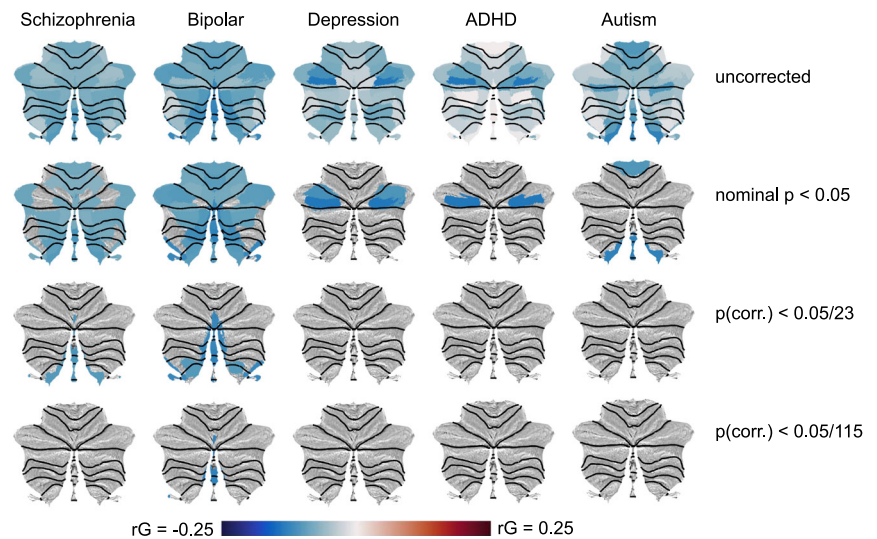 Schizophrenia Bipolar Depression ADHD Autism
uncorrected
nominal p < 0.05
p(corr.) < 0.05/23
p(corr.) < 0.05/115
rG = -0.25 rG = 0.25